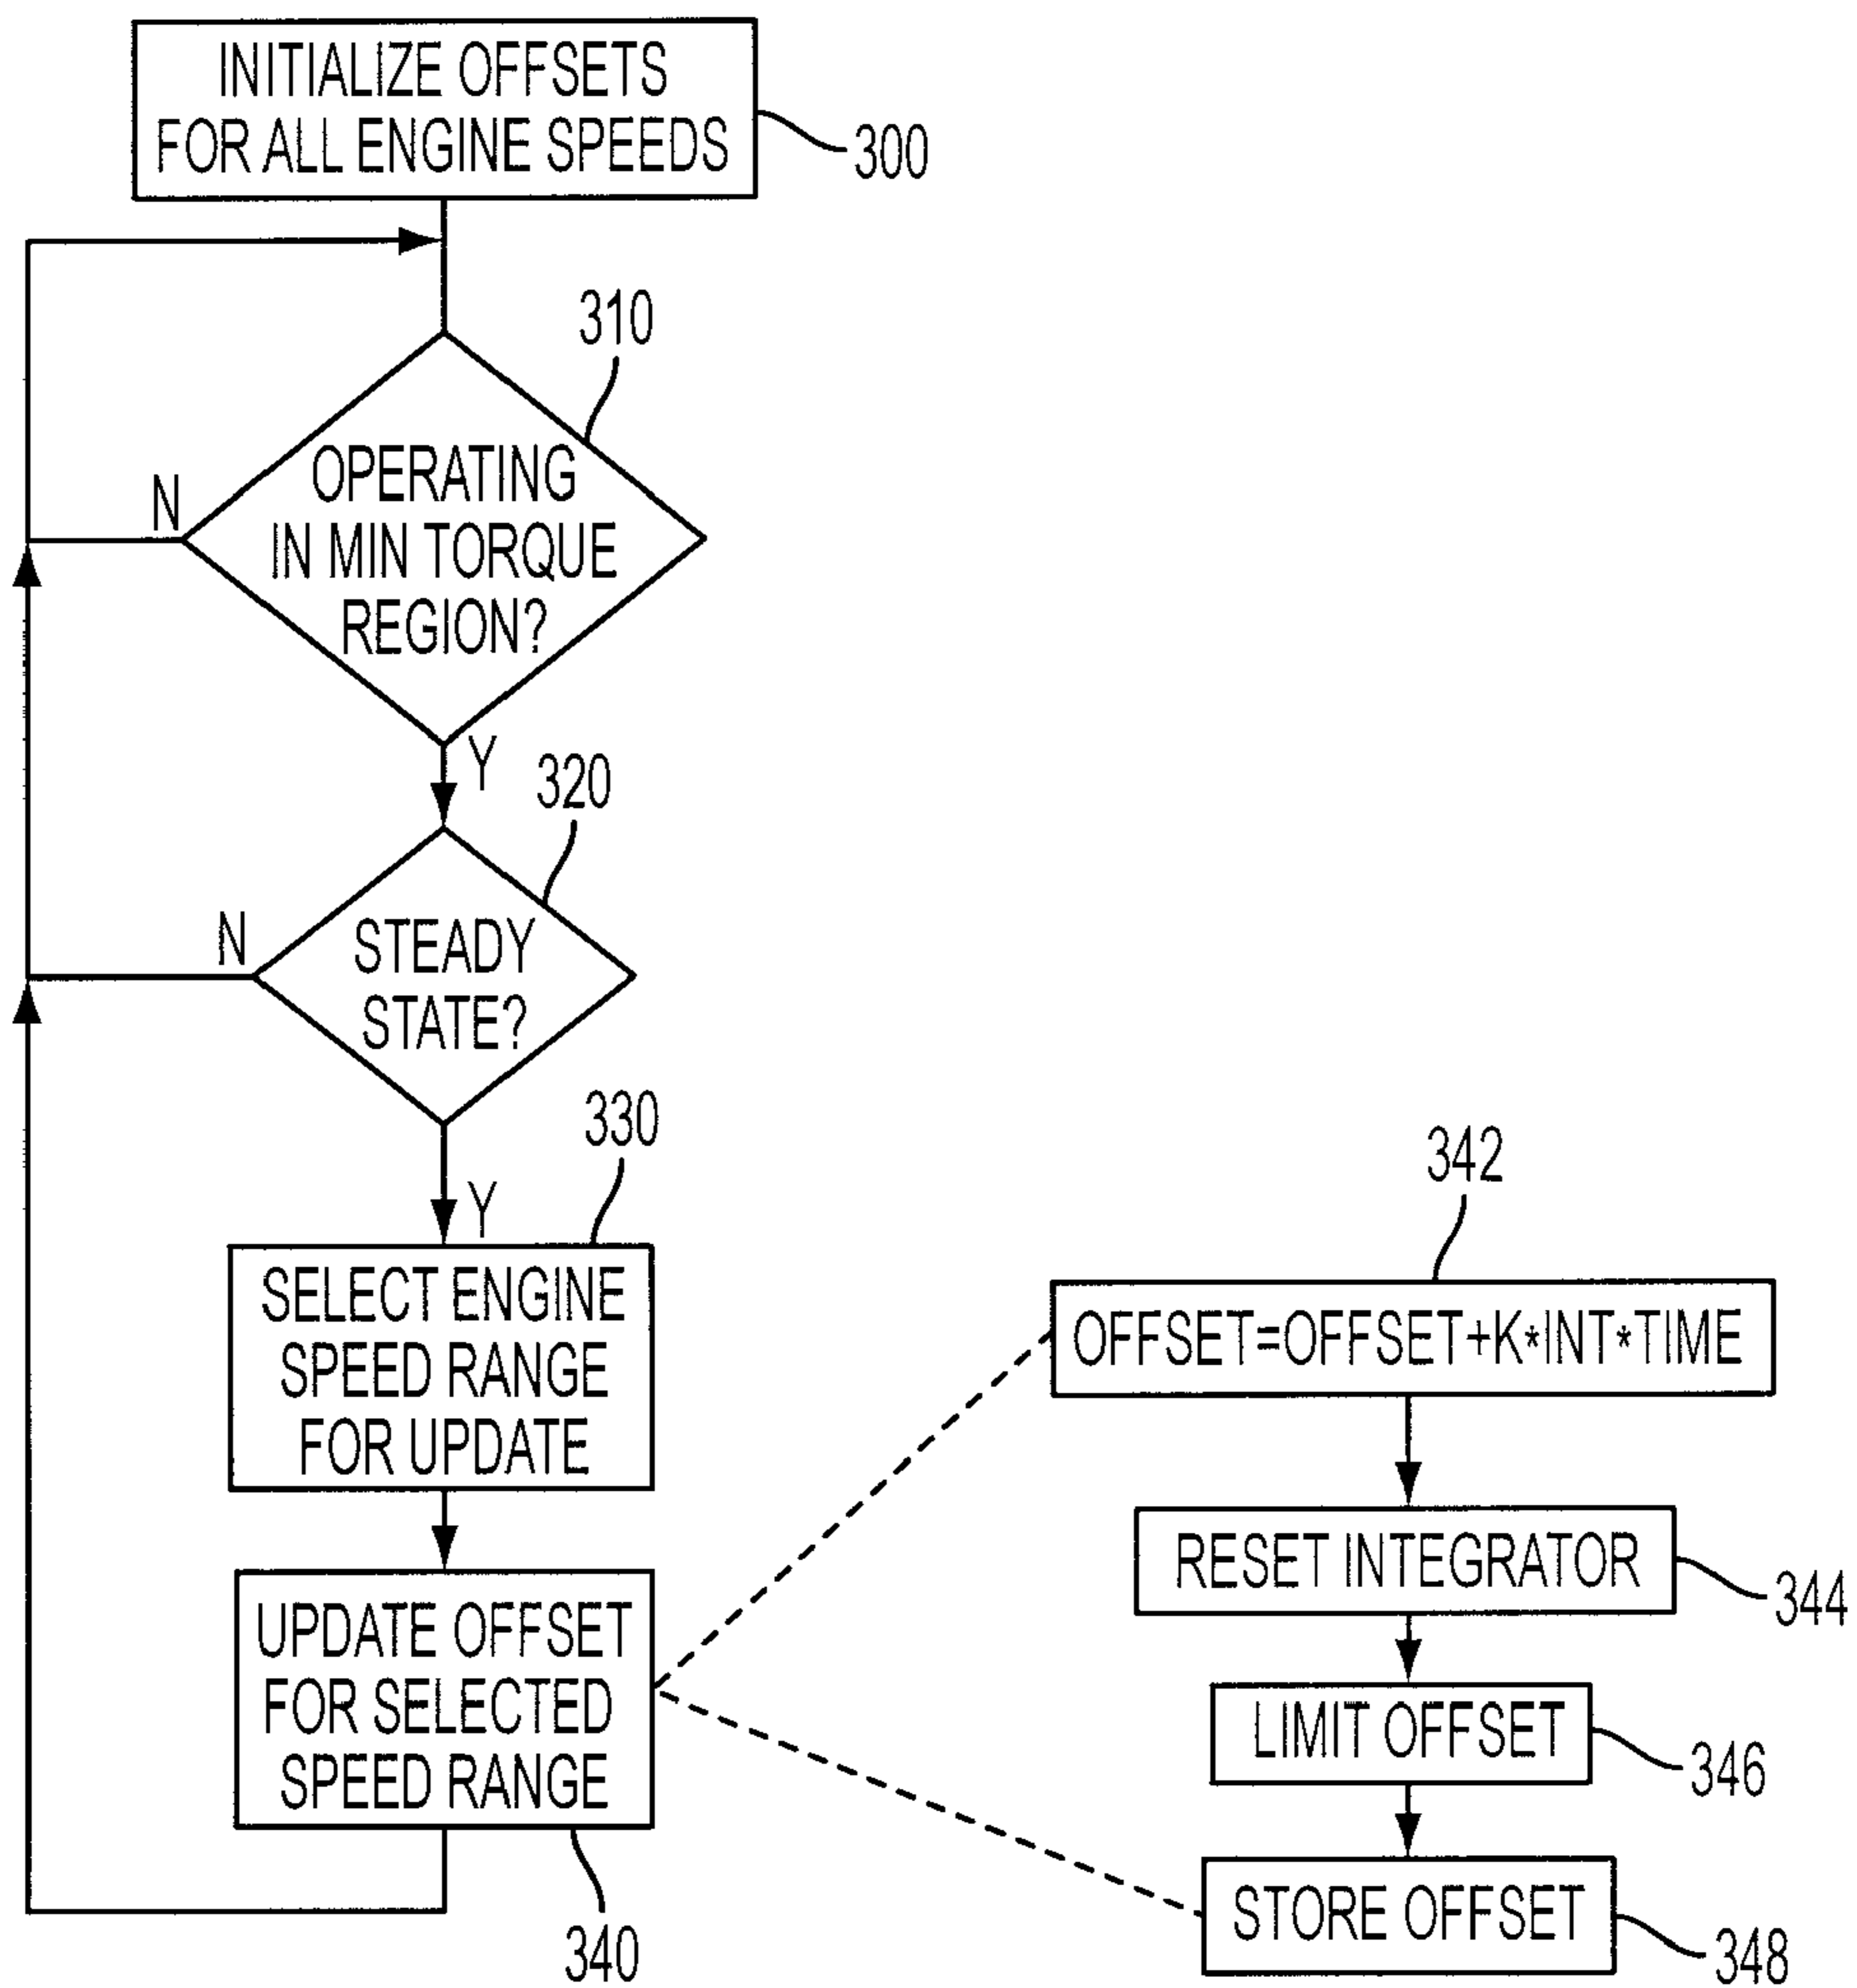 INITIALIZE OFFSETS
FOR ALL ENGINE SPEEDS
300
310
OPERATING
IN MIN TORQUE
REGION?
N
Y
320
STEADY
STATE?
N
Y
330
SELECT ENGINE
SPEED RANGE
FOR UPDATE
UPDATE OFFSET
FOR SELECTED
SPEED RANGE
340
342
OFFSET=OFFSET+K*INT*TIME
RESET INTEGRATOR
344
LIMIT OFFSET
346
STORE OFFSET
348